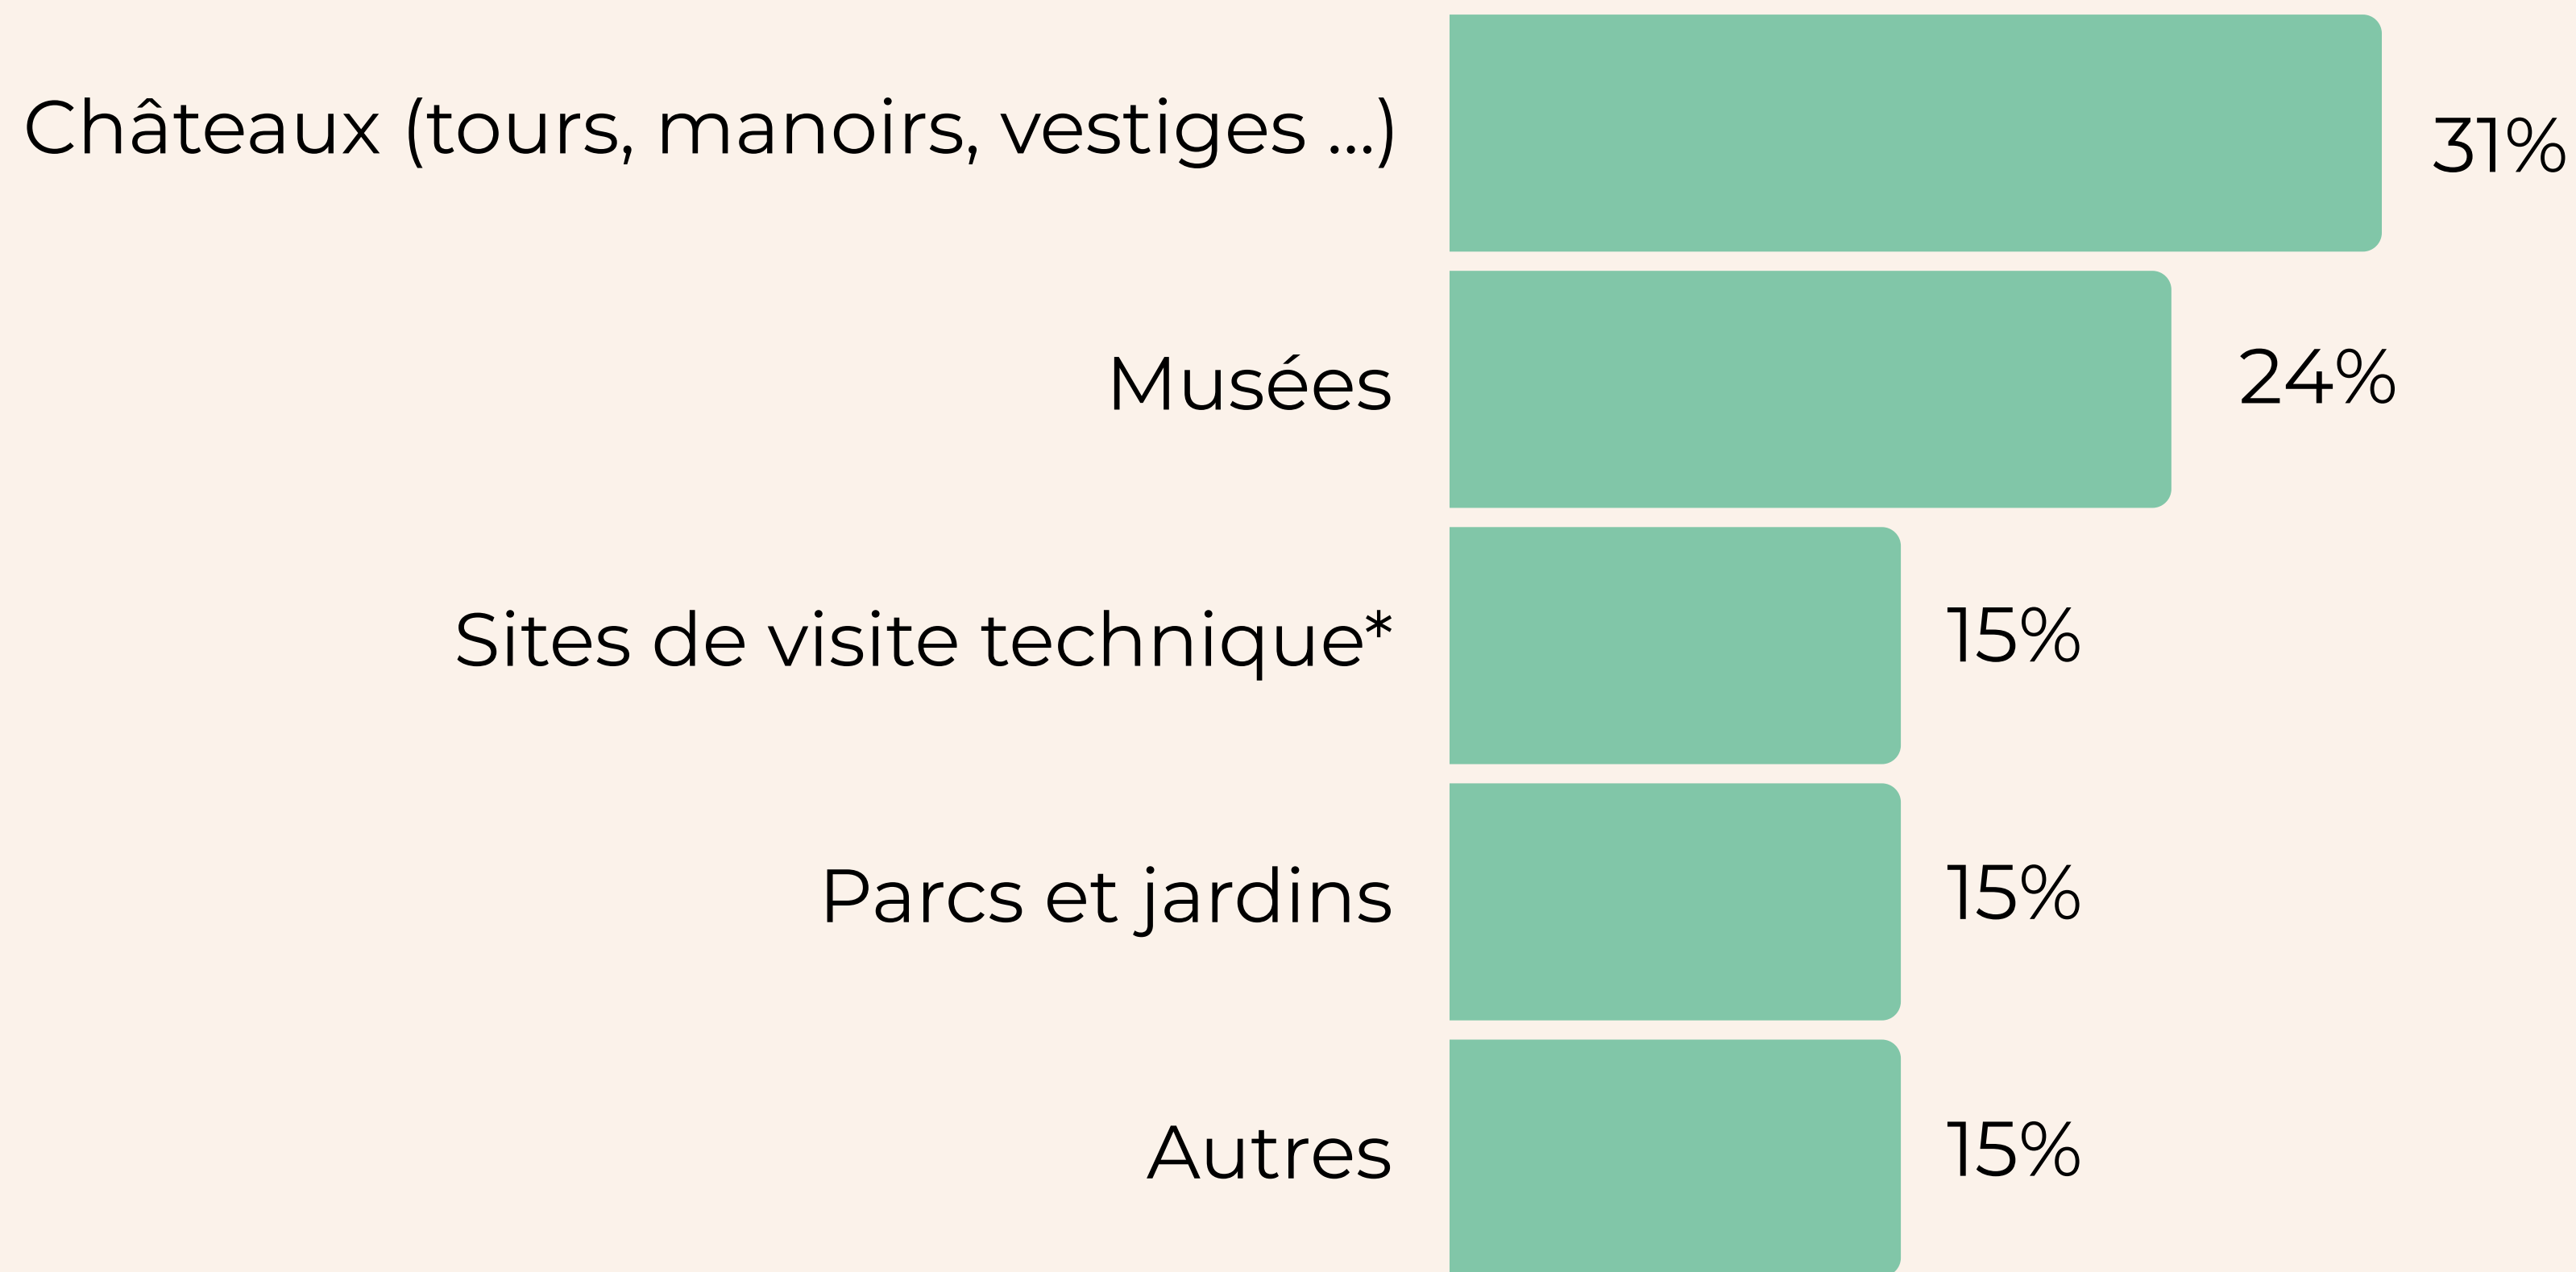 Châteaux (tours, manoirs, vestiges ...) 31%
Musées 24%
Sites de visite technique* 15%
Parcs et jardins 15%
Autres 15%